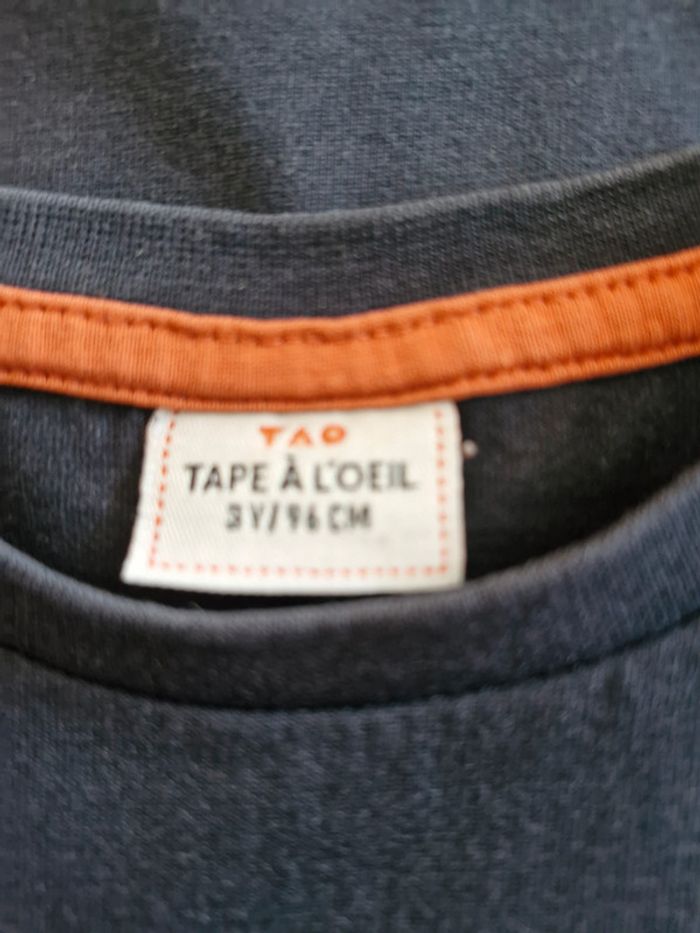 TAO
TAPE À L'OEIL
3Y/96CM